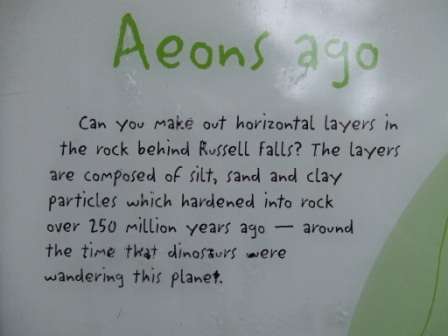 Aeons ago
Can you make out horizontal layers in
the rock behind Russell Falls? The layers
are composed of silt, sand and clay
particles which hardened into rock
over 250 million years ago — around
the time that dinosaurs were
wandering this planet.